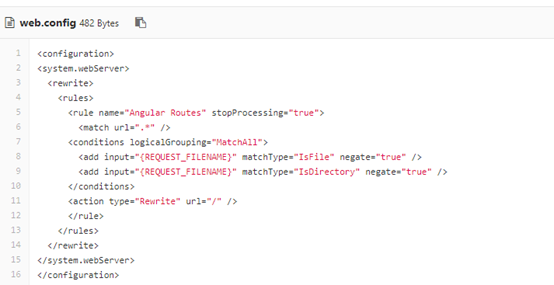 web.config 482 Bytes
1 <configuration>
2 <system.webServer>
3   <rewrite>
4     <rules>
5       <rule name="Angular Routes" stopProcessing="true">
6         <match url=".*" />
7       <conditions logicalGrouping="MatchAll">
8         <add input="{REQUEST_FILENAME}" matchType="IsFile" negate="true" />
9         <add input="{REQUEST_FILENAME}" matchType="IsDirectory" negate="true" />
10       </conditions>
11       <action type="Rewrite" url="/" />
12       </rule>
13     </rules>
14   </rewrite>
15 </system.webServer>
16 </configuration>